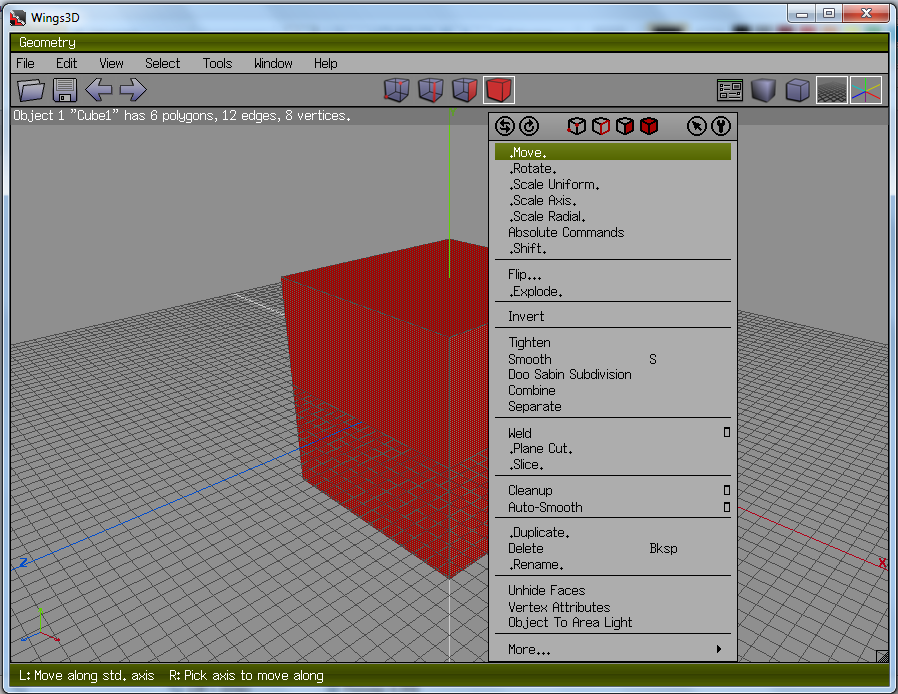 Wings3D
Geometry
File Edit View Select Tools Window Help
Object 1 "Cube1" has 6 polygons, 12 edges, 8 vertices.
.Move.
.Rotate.
.Scale Uniform.
.Scale Axis.
.Scale Radial.
Absolute Commands
.Shift.
Flip...
.Explode.
Invert
Tighten
Smooth S
Doo Sabin Subdivision
Combine
Separate
Weld
.Plane Cut.
.Slice.
Cleanup
Auto-Smooth
.Duplicate.
Delete Bksp
.Rename.
Unhide Faces
Vertex Attributes
Object To Area Light
More...
Z
X
L: Move along std. axis R: Pick axis to move along